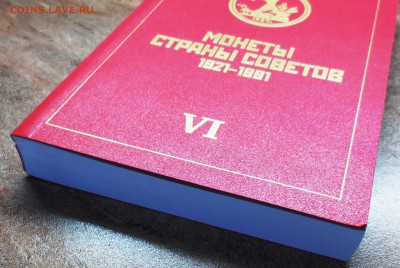 COINS.LAVE.RU
МОНЕТЫ
СТРАНЫ СОВЕТОВ
1921-1991
VI